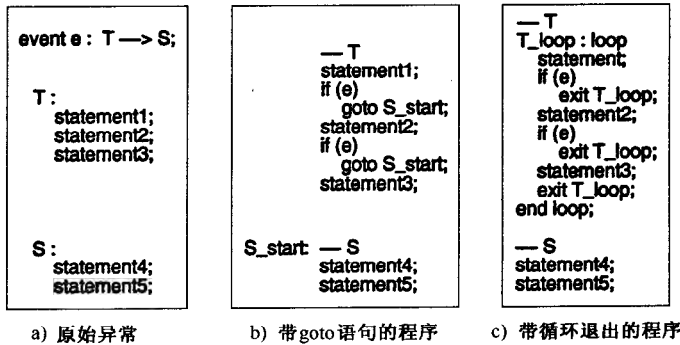 event e : T —> S;
T :
statement1;
statement2;
statement3;
S :
statement4;
statement5;
a) 原始异常
— T
statement1;
if (e)
goto S_start;
statement2;
if (e)
goto S_start;
statement3;
S_start: — S
statement4;
statement5;
b) 带goto语句的程序
— T
T_loop : loop
statement;
if (e)
exit T_loop;
statement2;
if (e)
exit T_loop;
statement3;
exit T_loop;
end loop;
— S
statement4;
statement5;
c) 带循环退出的程序